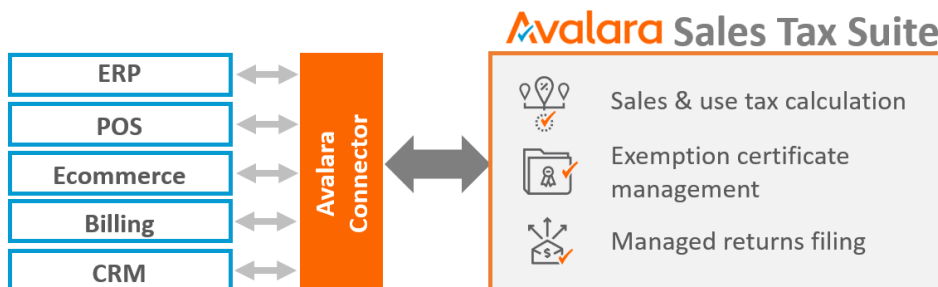 Avalara Sales Tax Suite
ERP
POS
Ecommerce
Billing
CRM
Avalara
Connector
Sales & use tax calculation
Exemption certificate
management
Managed returns filing